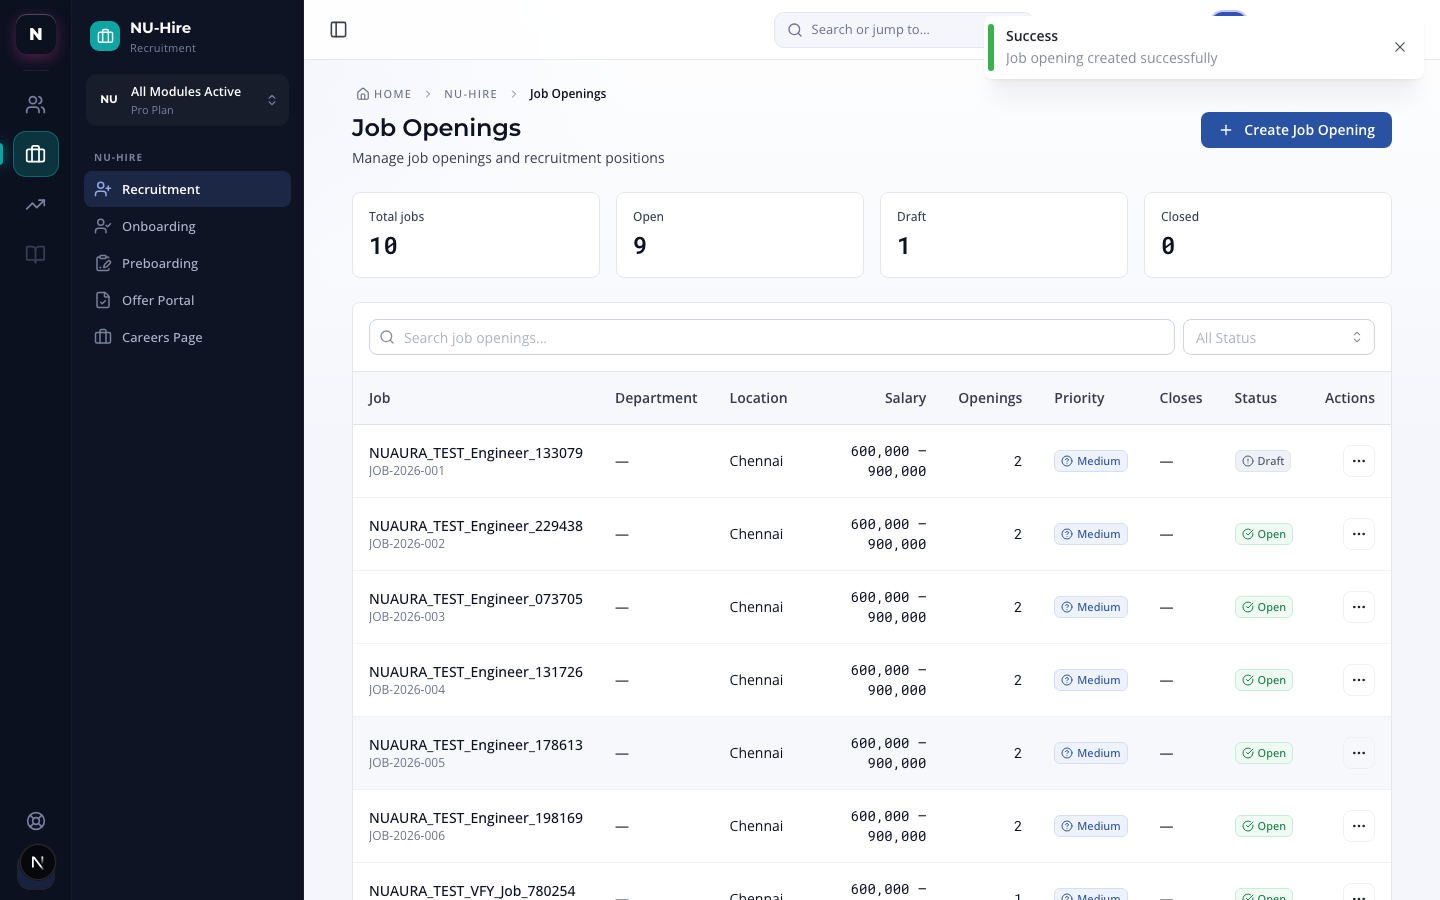 N
NU-Hire
Recruitment
NU
All Modules Active
Pro Plan
NU-HIRE
Recruitment
Onboarding
Preboarding
Offer Portal
Careers Page
N
Search or jump to...
Success
Job opening created successfully
HOME
NU-HIRE
Job Openings
Job Openings
Manage job openings and recruitment positions
Create Job Opening
Total jobs
10
Open
9
Draft
1
Closed
0
Search job openings...
All Status
Job Department Location Salary Openings Priority Closes Status Actions
NUAURA_TEST_Engineer_133079
JOB-2026-001
— Chennai 600,000 –
900,000
2 Medium — Draft
NUAURA_TEST_Engineer_229438
JOB-2026-002
— Chennai 600,000 –
900,000
2 Medium — Open
NUAURA_TEST_Engineer_073705
JOB-2026-003
— Chennai 600,000 –
900,000
2 Medium — Open
NUAURA_TEST_Engineer_131726
JOB-2026-004
— Chennai 600,000 –
900,000
2 Medium — Open
NUAURA_TEST_Engineer_178613
JOB-2026-005
— Chennai 600,000 –
900,000
2 Medium — Open
NUAURA_TEST_Engineer_198169
JOB-2026-006
— Chennai 600,000 –
900,000
2 Medium — Open
NUAURA_TEST_VFY_Job_780254
Chennai 600,000 –
1 Medium Open